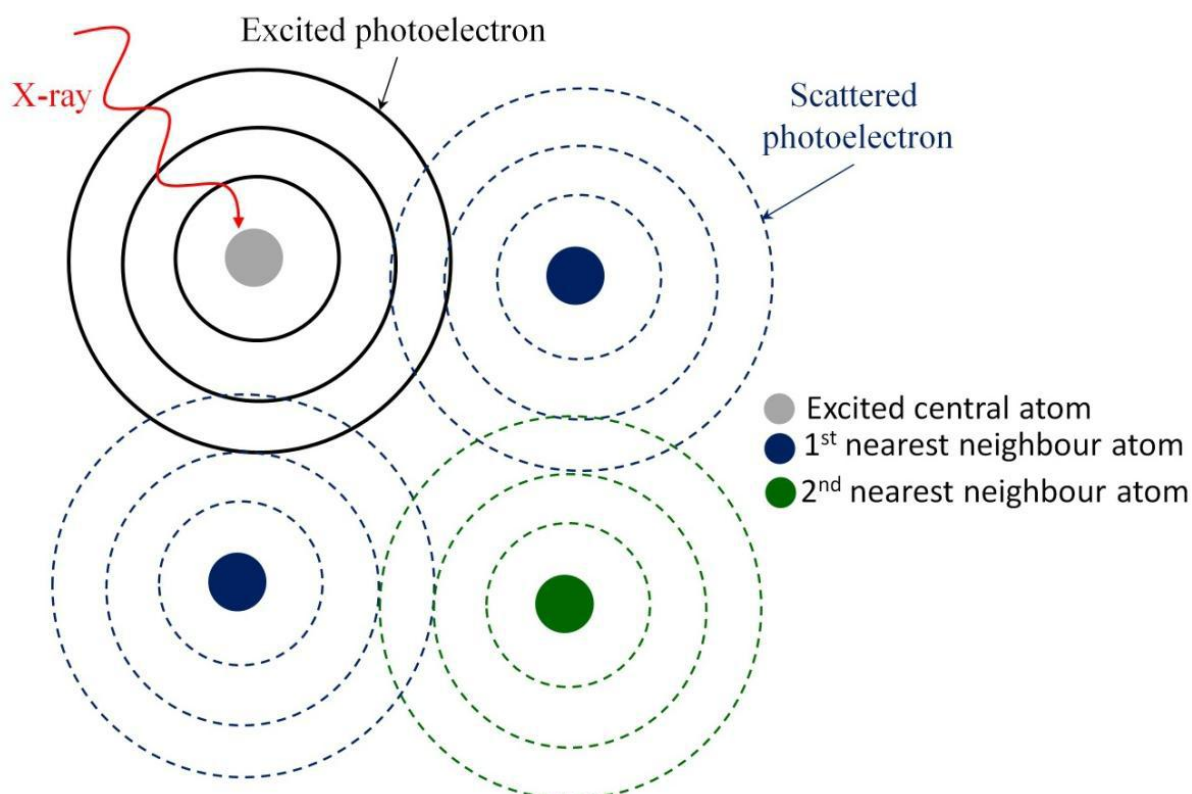 Excited photoelectron
X-ray
Scattered
photoelectron
Excited central atom
1st nearest neighbour atom
2nd nearest neighbour atom